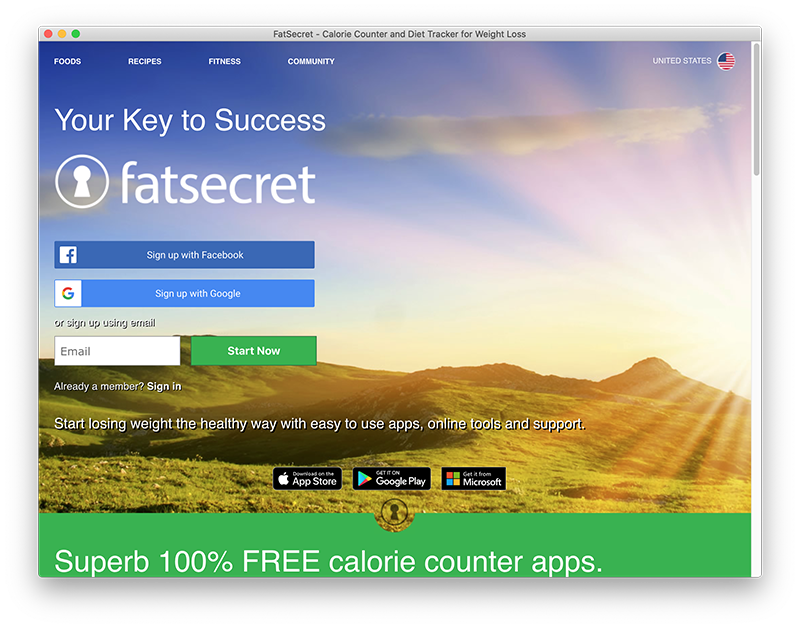 FatSecret - Calorie Counter and Diet Tracker for Weight Loss
FOODS RECIPES FITNESS COMMUNITY UNITED STATES
Your Key to Success
fatsecret
Sign up with Facebook
Sign up with Google
or sign up using email
Email Start Now
Already a member? Sign in
Start losing weight the healthy way with easy to use apps, online tools and support.
Download on the App Store
GET IT ON Google Play
Get it from Microsoft
Superb 100% FREE calorie counter apps.